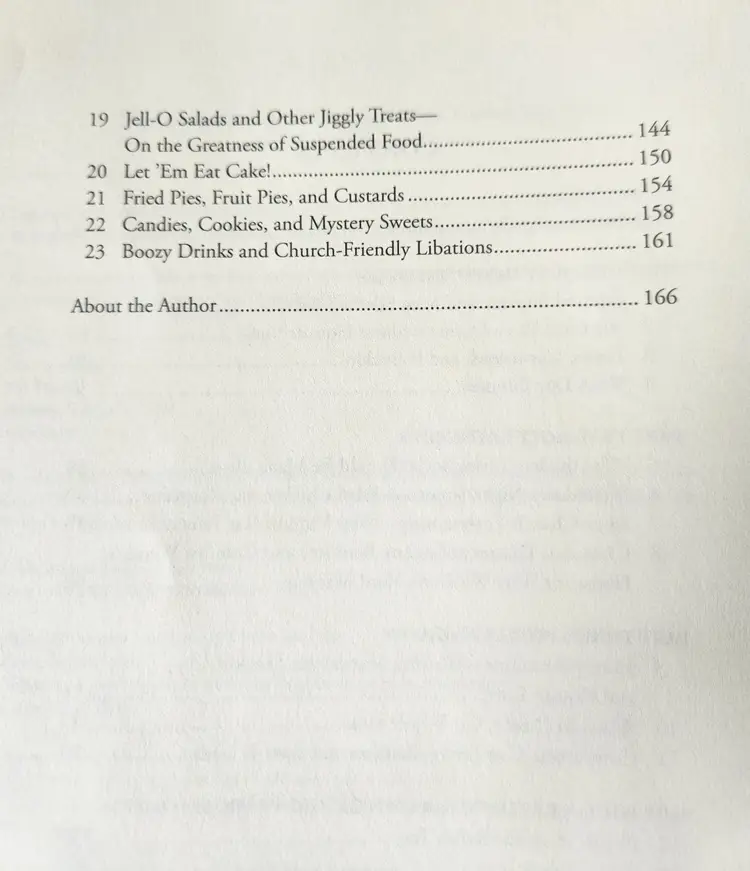 19 Jell-O Salads and Other Jiggly Treats—
On the Greatness of Suspended Food.................................... 144
20 Let ’Em Eat Cake!............................................................... 150
21 Fried Pies, Fruit Pies, and Custards ....................................... 154
22 Candies, Cookies, and Mystery Sweets................................... 158
23 Boozy Drinks and Church-Friendly Libations......................... 161
About the Author....................................................................... 166